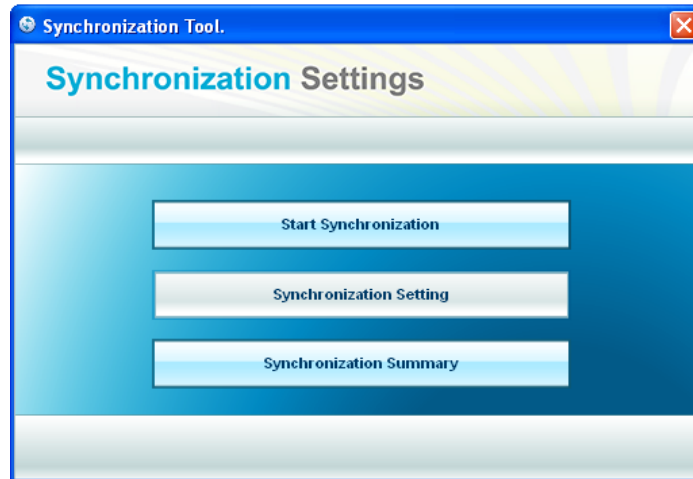 Synchronization Tool.
Synchronization Settings
Start Synchronization
Synchronization Setting
Synchronization Summary